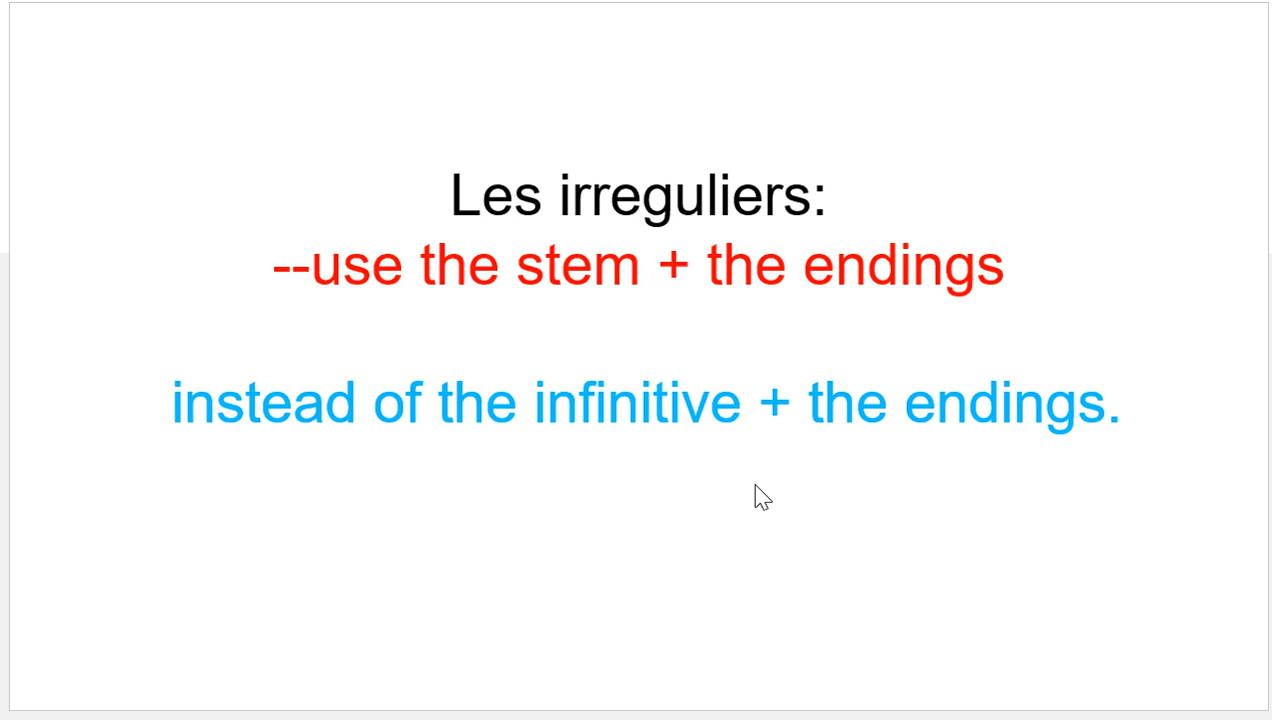 Les irreguliers:
--use the stem + the endings
instead of the infinitive + the endings.